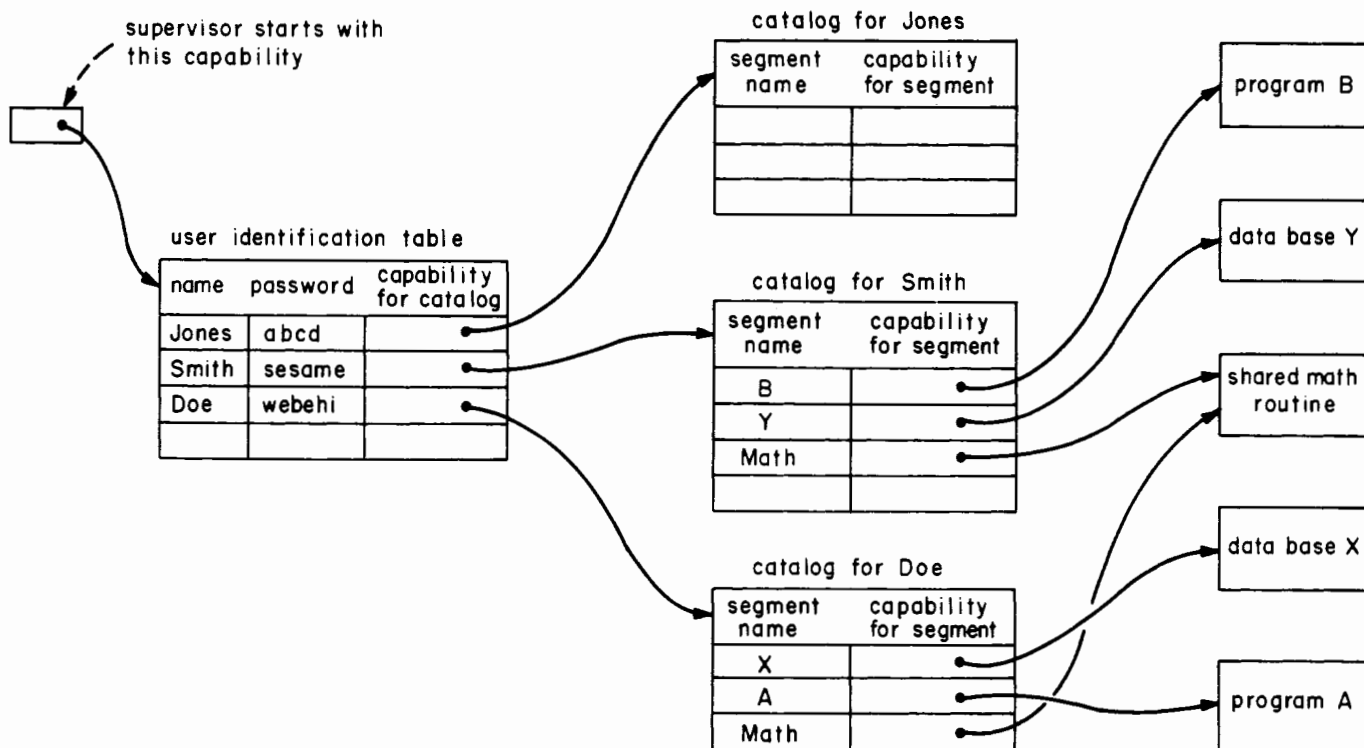 supervisor starts with
this capability
user identification table
name password capability
for catalog
Jones abcd
Smith sesame
Doe webehi
catalog for Jones
segment capability
name for segment
catalog for Smith
segment capability
name for segment
B
Y
Math
catalog for Doe
segment capability
name for segment
X
A
Math
program B
data base Y
shared math
routine
data base X
program A